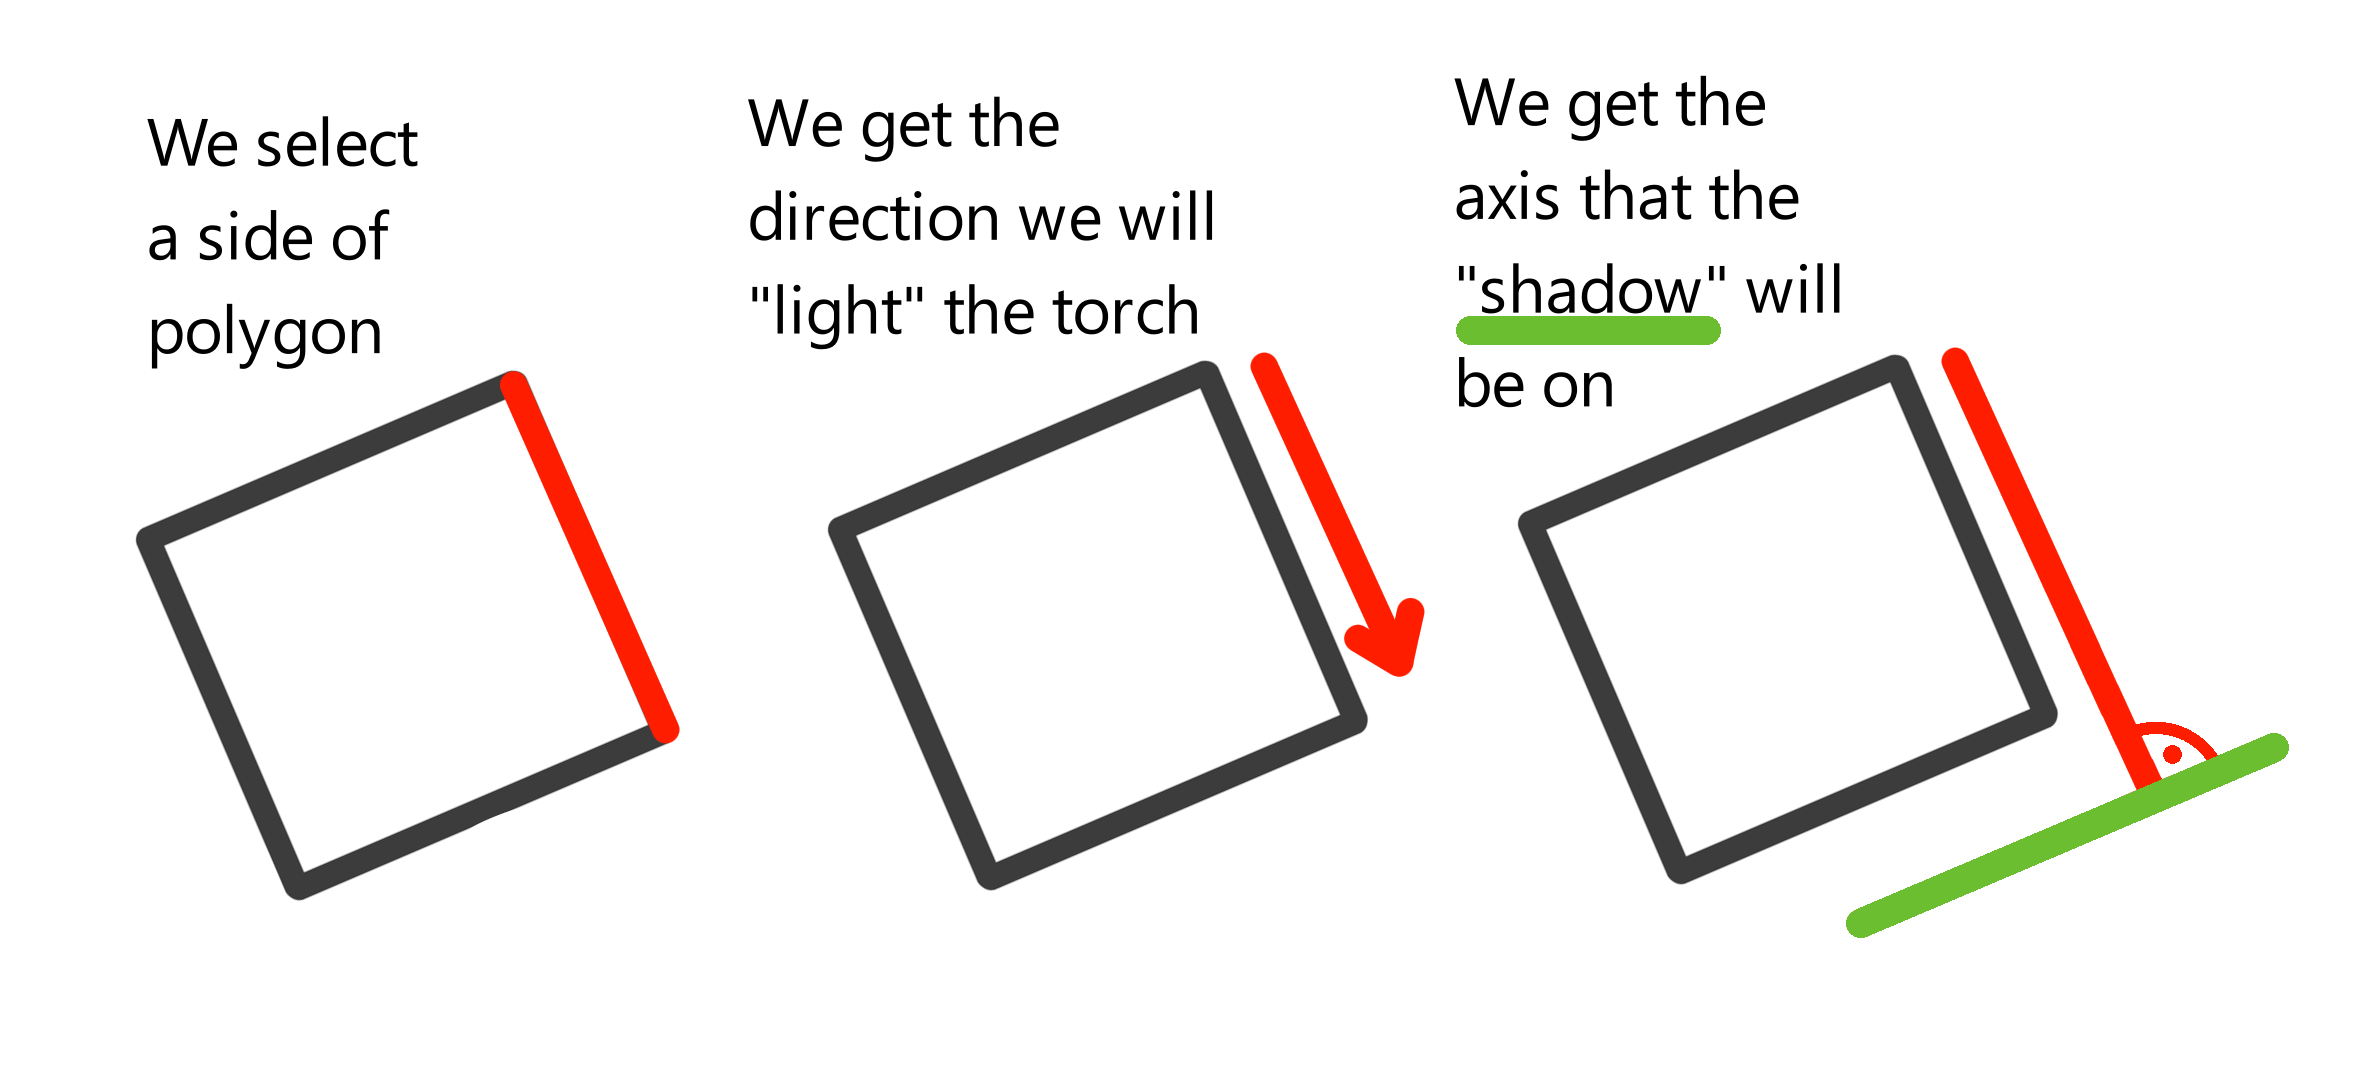 We select
a side of
polygon
We get the
direction we will
"light" the torch
We get the
axis that the
"shadow" will
be on